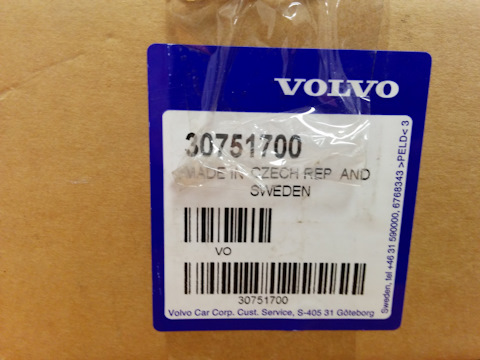 VOLVO
30751700
MADE IN CZECH REP AND
SWEDEN
VO
30751700
Volvo Car Corp. Cust. Service, S-405 31 Göteborg
Sweden, tel +46 31 590000, 6768343 >PELD< 3